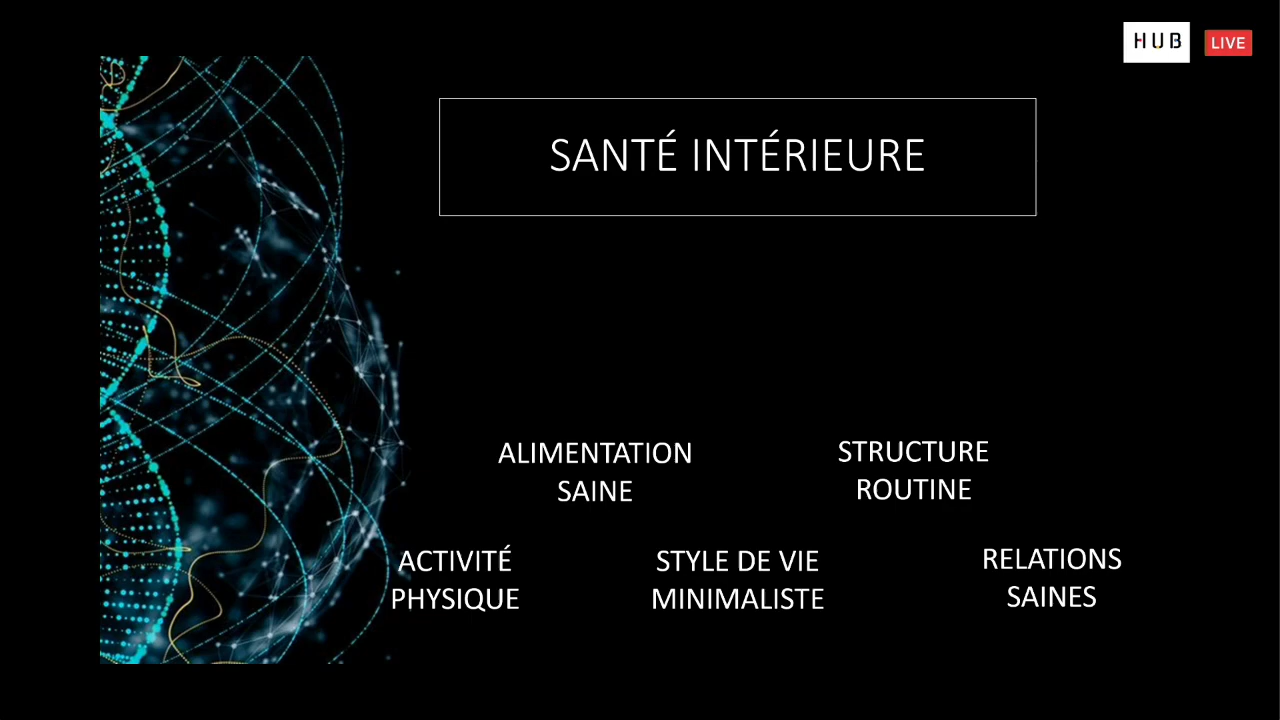 HUB
LIVE
SANTÉ INTÉRIEURE
ALIMENTATION
SAINE
STRUCTURE
ROUTINE
ACTIVITÉ
PHYSIQUE
STYLE DE VIE
MINIMALISTE
RELATIONS
SAINES